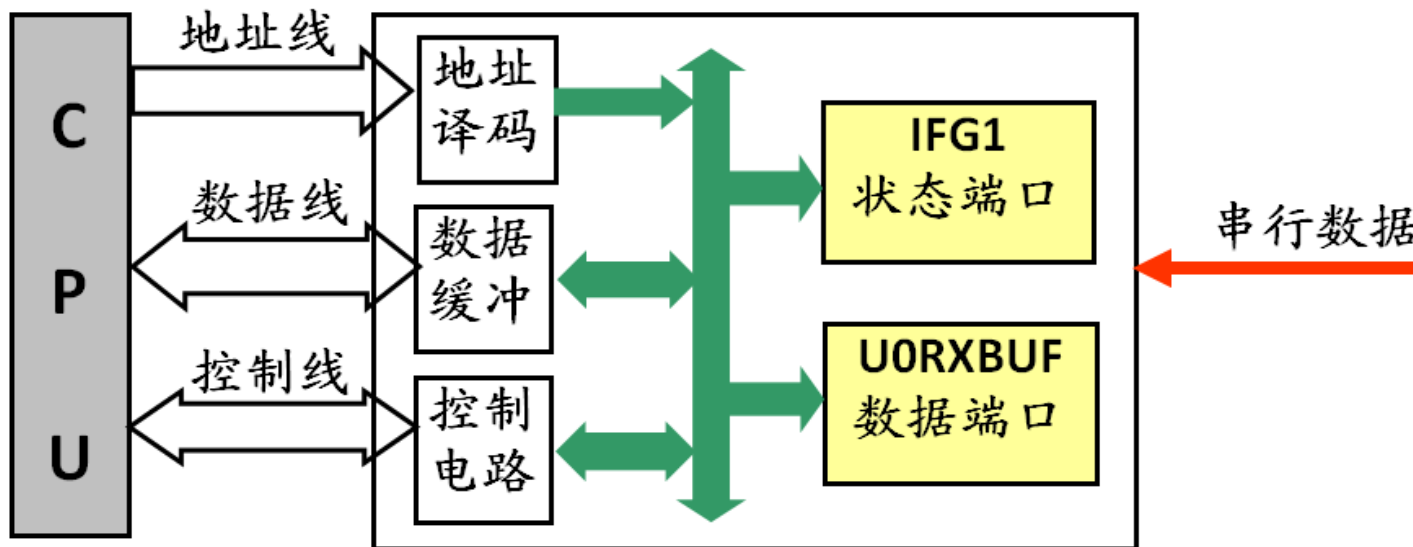 C
P
U
地址线
数据线
控制线
地址
译码
数据
缓冲
控制
电路
IFG1
状态端口
U0RXBUF
数据端口
串行数据